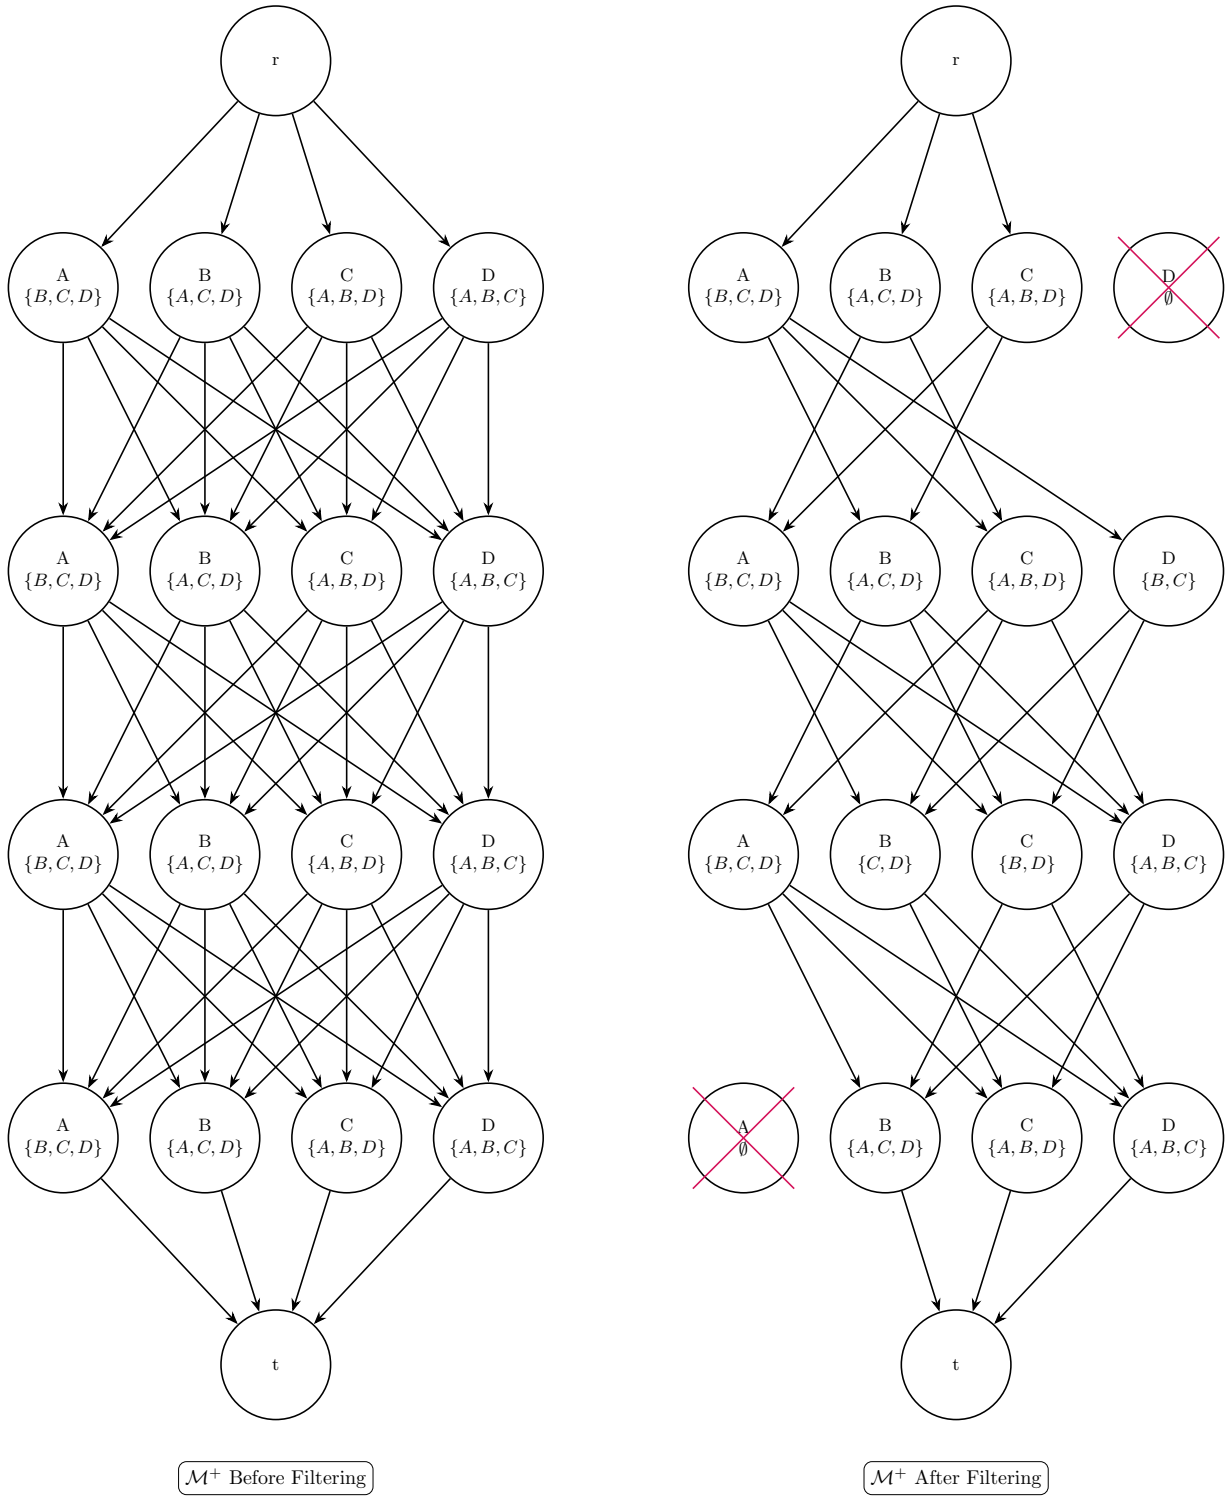 r
A
{B, C, D}
B
{A, C, D}
C
{A, B, D}
D
{A, B, C}
A
{B, C, D}
B
{A, C, D}
C
{A, B, D}
D
{A, B, C}
A
{B, C, D}
B
{A, C, D}
C
{A, B, D}
D
{A, B, C}
A
{B, C, D}
B
{A, C, D}
C
{A, B, D}
D
{A, B, C}
t
ℳ⁺ Before Filtering
r
A
{B, C, D}
B
{A, C, D}
C
{A, B, D}
D
∅
A
{B, C, D}
B
{A, C, D}
C
{A, B, D}
D
{B, C}
A
{B, C, D}
B
{C, D}
C
{B, D}
D
{A, B, C}
A
∅
B
{A, C, D}
C
{A, B, D}
D
{A, B, C}
t
ℳ⁺ After Filtering